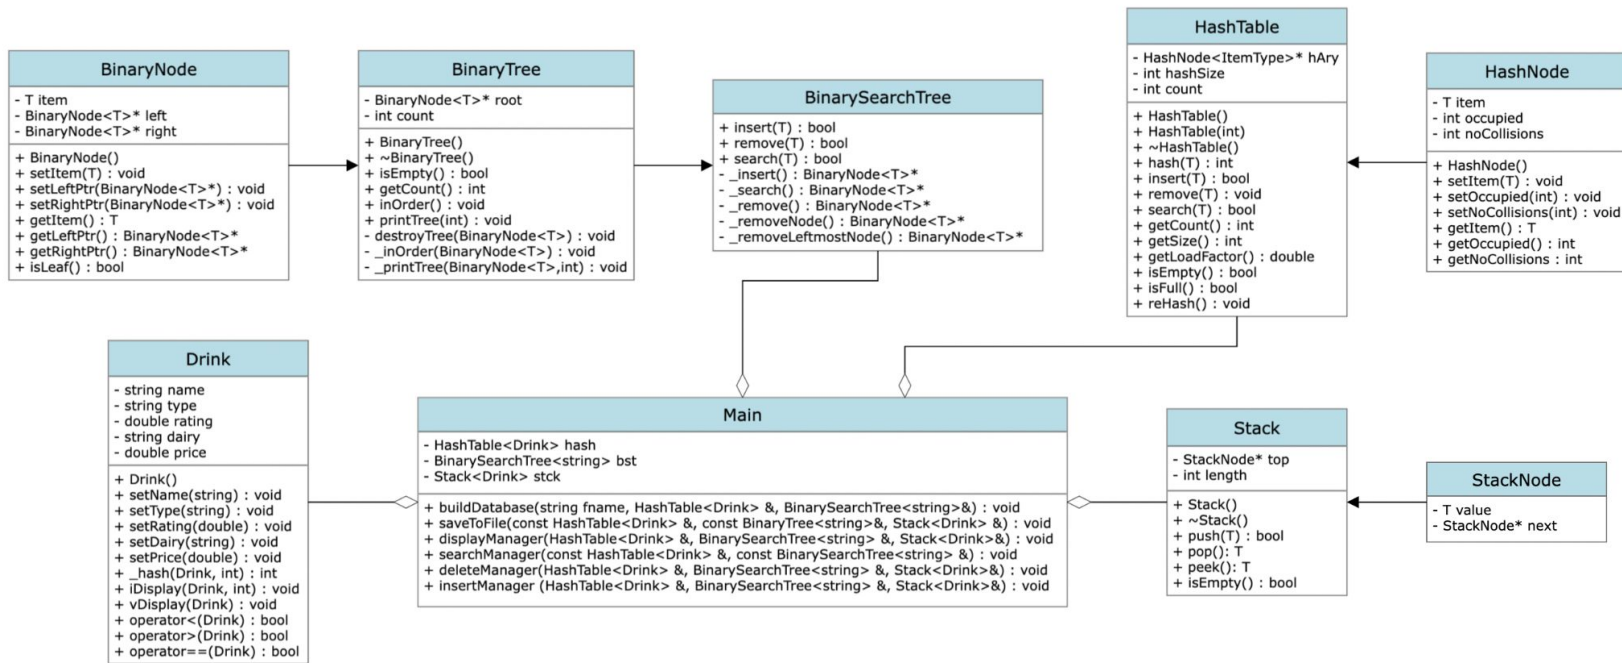 BinaryNode
- T item
- BinaryNode<T>* left
- BinaryNode<T>* right
+ BinaryNode()
+ setItem(T) : void
+ setLeftPtr(BinaryNode<T>*) : void
+ setRightPtr(BinaryNode<T>*) : void
+ getItem() : T
+ getLeftPtr() : BinaryNode<T>*
+ getRightPtr() : BinaryNode<T>*
+ isLeaf() : bool
BinaryTree
- BinaryNode<T>* root
- int count
+ BinaryTree()
+ ~BinaryTree()
+ isEmpty() : bool
+ getCount() : int
+ inOrder() : void
+ printTree(int) : void
- destroyTree(BinaryNode<T>) : void
- _inOrder(BinaryNode<T>) : void
- _printTree(BinaryNode<T>,int) : void
BinarySearchTree
+ insert(T) : bool
+ remove(T) : bool
+ search(T) : bool
- _insert() : BinaryNode<T>*
- _search() : BinaryNode<T>*
- _remove() : BinaryNode<T>*
- _removeNode() : BinaryNode<T>*
- _removeLeftmostNode() : BinaryNode<T>*
HashTable
- HashNode<ItemType>* hAry
- int hashSize
- int count
+ HashTable()
+ HashTable(int)
+ ~HashTable()
+ hash(T) : int
+ insert(T) : bool
+ remove(T) : void
+ search(T) : bool
+ getCount() : int
+ getSize() : int
+ getLoadFactor() : double
+ isEmpty() : bool
+ isFull() : bool
+ reHash() : void
HashNode
- T item
- int occupied
- int noCollisions
+ HashNode()
+ setItem(T) : void
+ setOccupied(int) : void
+ setNoCollisions(int) : void
+ getItem() : T
+ getOccupied() : int
+ getNoCollisions : int
Drink
- string name
- string type
- double rating
- string dairy
- double price
+ Drink()
+ setName(string) : void
+ setType(string) : void
+ setRating(double) : void
+ setDairy(string) : void
+ setPrice(double) : void
+ _hash(Drink, int) : int
+ iDisplay(Drink, int) : void
+ vDisplay(Drink) : void
+ operator<(Drink) : bool
+ operator>(Drink) : bool
+ operator==(Drink) : bool
Main
- HashTable<Drink> hash
- BinarySearchTree<string> bst
- Stack<Drink> stck
+ buildDatabase(string fname, HashTable<Drink> &, BinarySearchTree<string>&) : void
+ saveToFile(const HashTable<Drink> &, const BinaryTree<string>&, Stack<Drink> &) : void
+ displayManager(HashTable<Drink> &, BinarySearchTree<string> &, Stack<Drink>&) : void
+ searchManager(const HashTable<Drink> &, const BinarySearchTree<string> &) : void
+ deleteManager(HashTable<Drink> &, BinarySearchTree<string> &, Stack<Drink>&) : void
+ insertManager (HashTable<Drink> &, BinarySearchTree<string> &, Stack<Drink>&) : void
Stack
- StackNode* top
- int length
+ Stack()
+ ~Stack()
+ push(T) : bool
+ pop(): T
+ peek(): T
+ isEmpty() : bool
StackNode
- T value
- StackNode* next